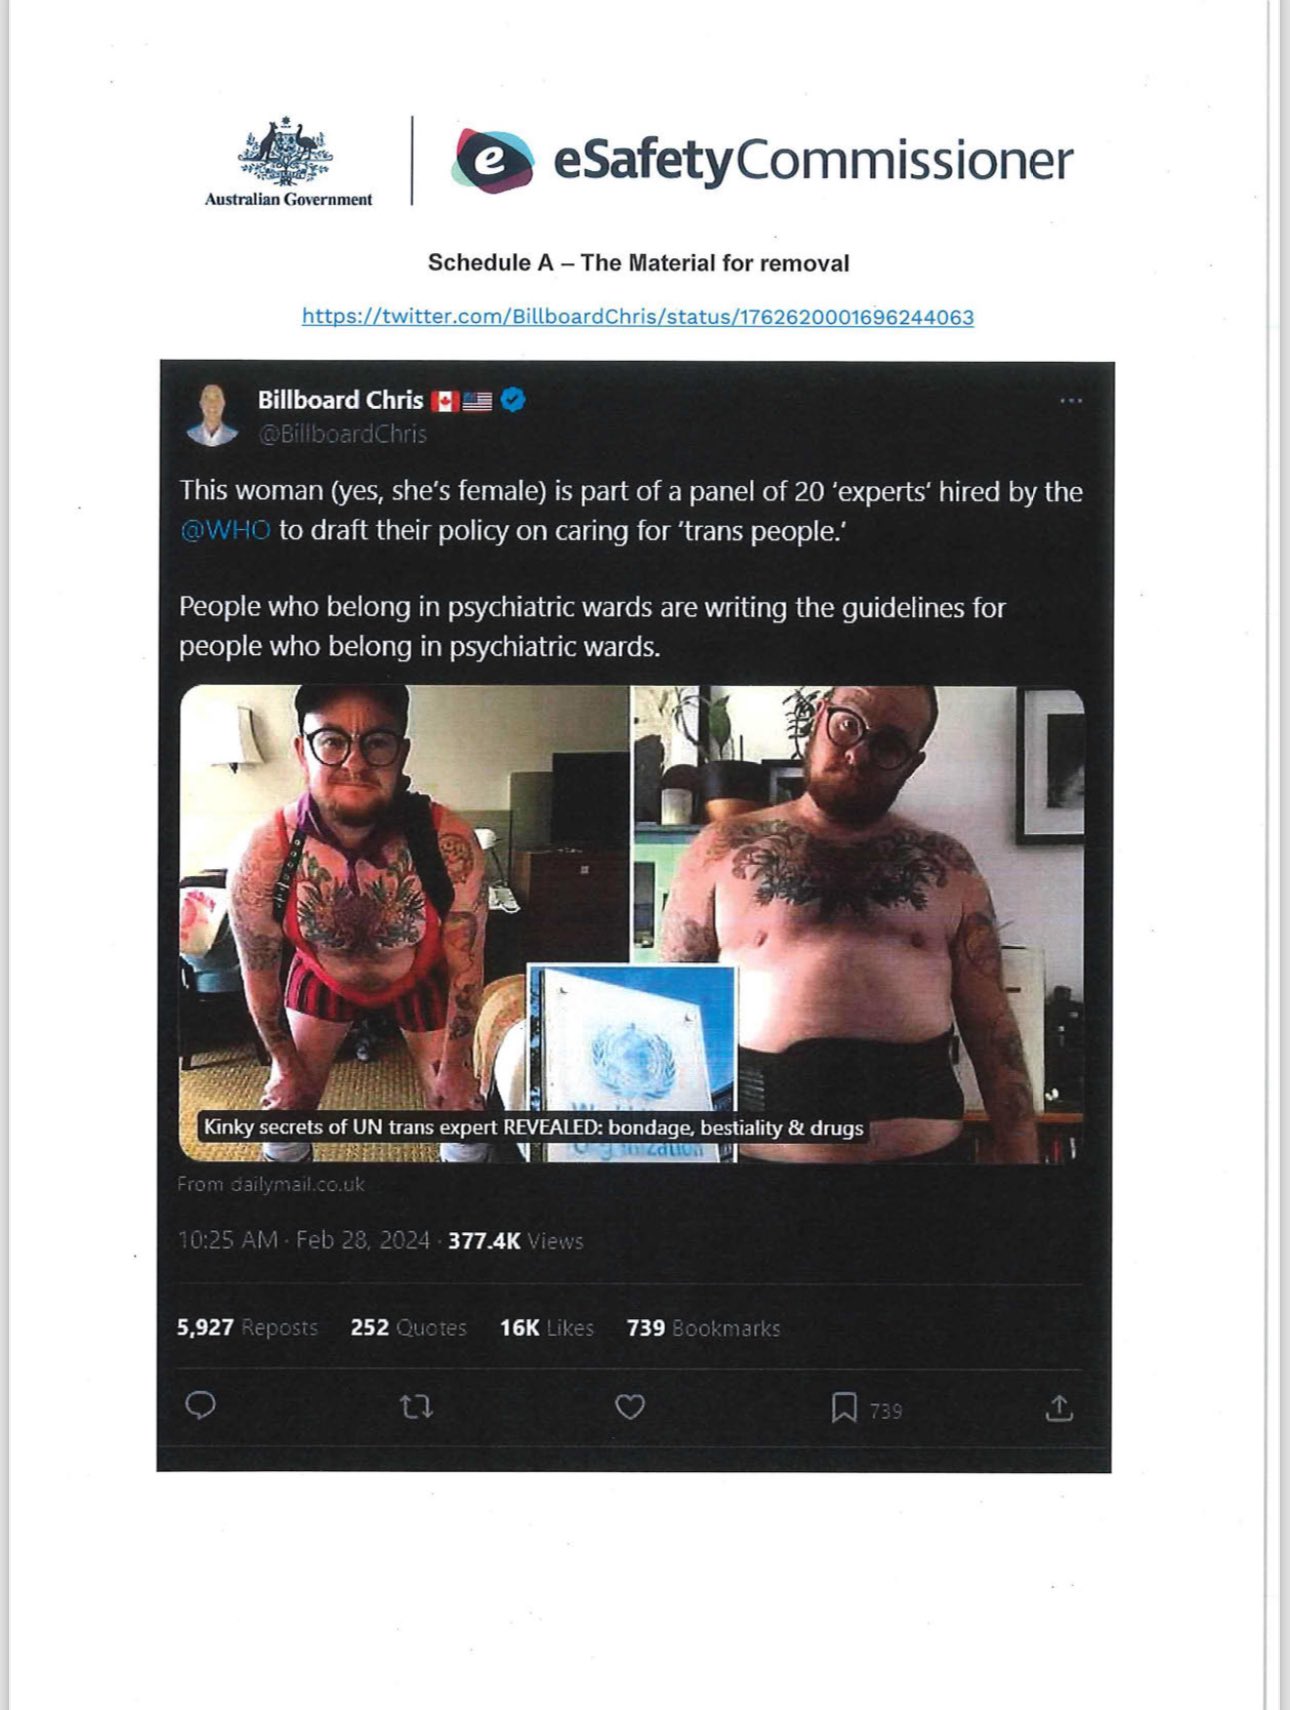 Australian Government
e
eSafetyCommissioner
Schedule A – The Material for removal
https://twitter.com/BillboardChris/status/1762620001696244063
Billboard Chris
@BillboardChris
This woman (yes, she's female) is part of a panel of 20 'experts' hired by the
@WHO to draft their policy on caring for 'trans people.'
People who belong in psychiatric wards are writing the guidelines for
people who belong in psychiatric wards.
Kinky secrets of UN trans expert REVEALED: bondage, bestiality & drugs
From dailymail.co.uk
10:25 AM · Feb 28, 2024 · 377.4K Views
5,927 Reposts 252 Quotes 16K Likes 739 Bookmarks
739